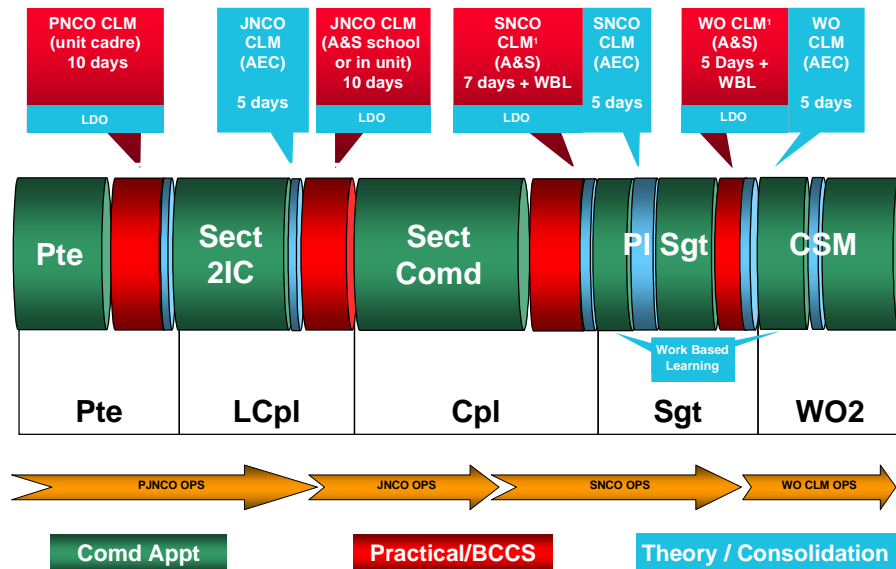 PNCO CLM
(unit cadre)
10 days
LDO
JNCO
CLM
(AEC)
5 days
JNCO CLM
(A&S school
or in unit)
10 days
LDO
SNCO
CLM¹
(A&S)
7 days + WBL
LDO
SNCO
CLM
(AEC)
5 days
WO CLM¹
(A&S)
5 Days +
WBL
LDO
WO
CLM
(AEC)
5 days
Pte
Sect
2IC
Sect
Comd
Pl Sgt
CSM
Work Based
Learning
Pte
LCpl
Cpl
Sgt
WO2
PJNCO OPS
JNCO OPS
SNCO OPS
WO CLM OPS
Comd Appt
Practical/BCCS
Theory / Consolidation